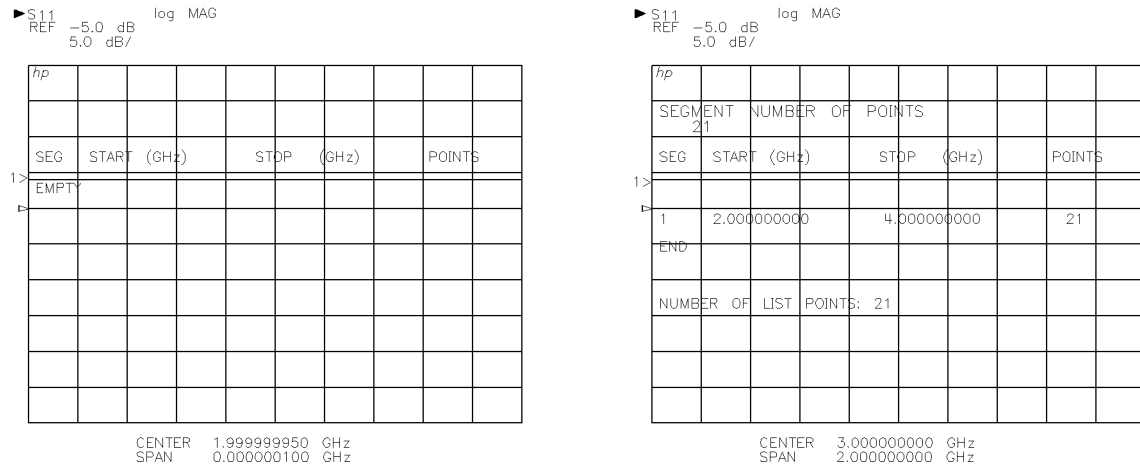 S11 log MAG
REF -5.0 dB
5.0 dB/
hp
SEG START (GHz) STOP (GHz) POINTS
1>
EMPTY
CENTER 1.999999950 GHz
SPAN 0.000000100 GHz
S11 log MAG
REF -5.0 dB
5.0 dB/
hp
SEGMENT NUMBER OF POINTS
21
SEG START (GHz) STOP (GHz) POINTS
1>
1 2.000000000 4.000000000 21
END
NUMBER OF LIST POINTS: 21
CENTER 3.000000000 GHz
SPAN 2.000000000 GHz